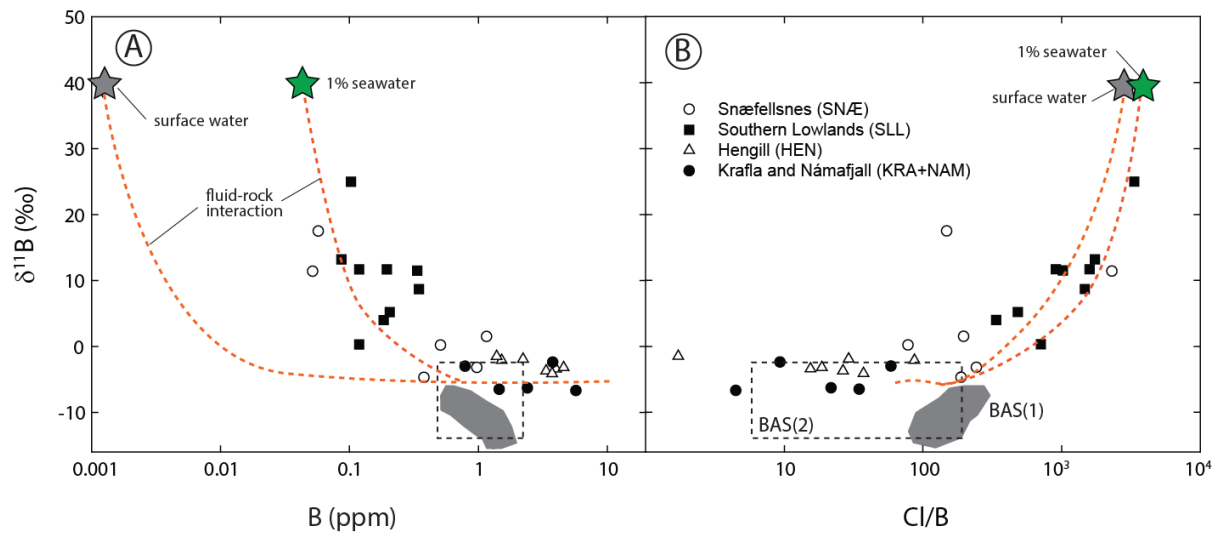 50
40
30
20
10
0
-10
δ¹¹B (‰)
A
surface water
1% seawater
fluid-rock
interaction
0.001
0.01
0.1
1
10
B (ppm)
B
1% seawater
surface water
Snæfellsnes (SNÆ)
Southern Lowlands (SLL)
Hengill (HEN)
Krafla and Námafjall (KRA+NAM)
BAS(2)
BAS(1)
10
100
10³
10⁴
Cl/B